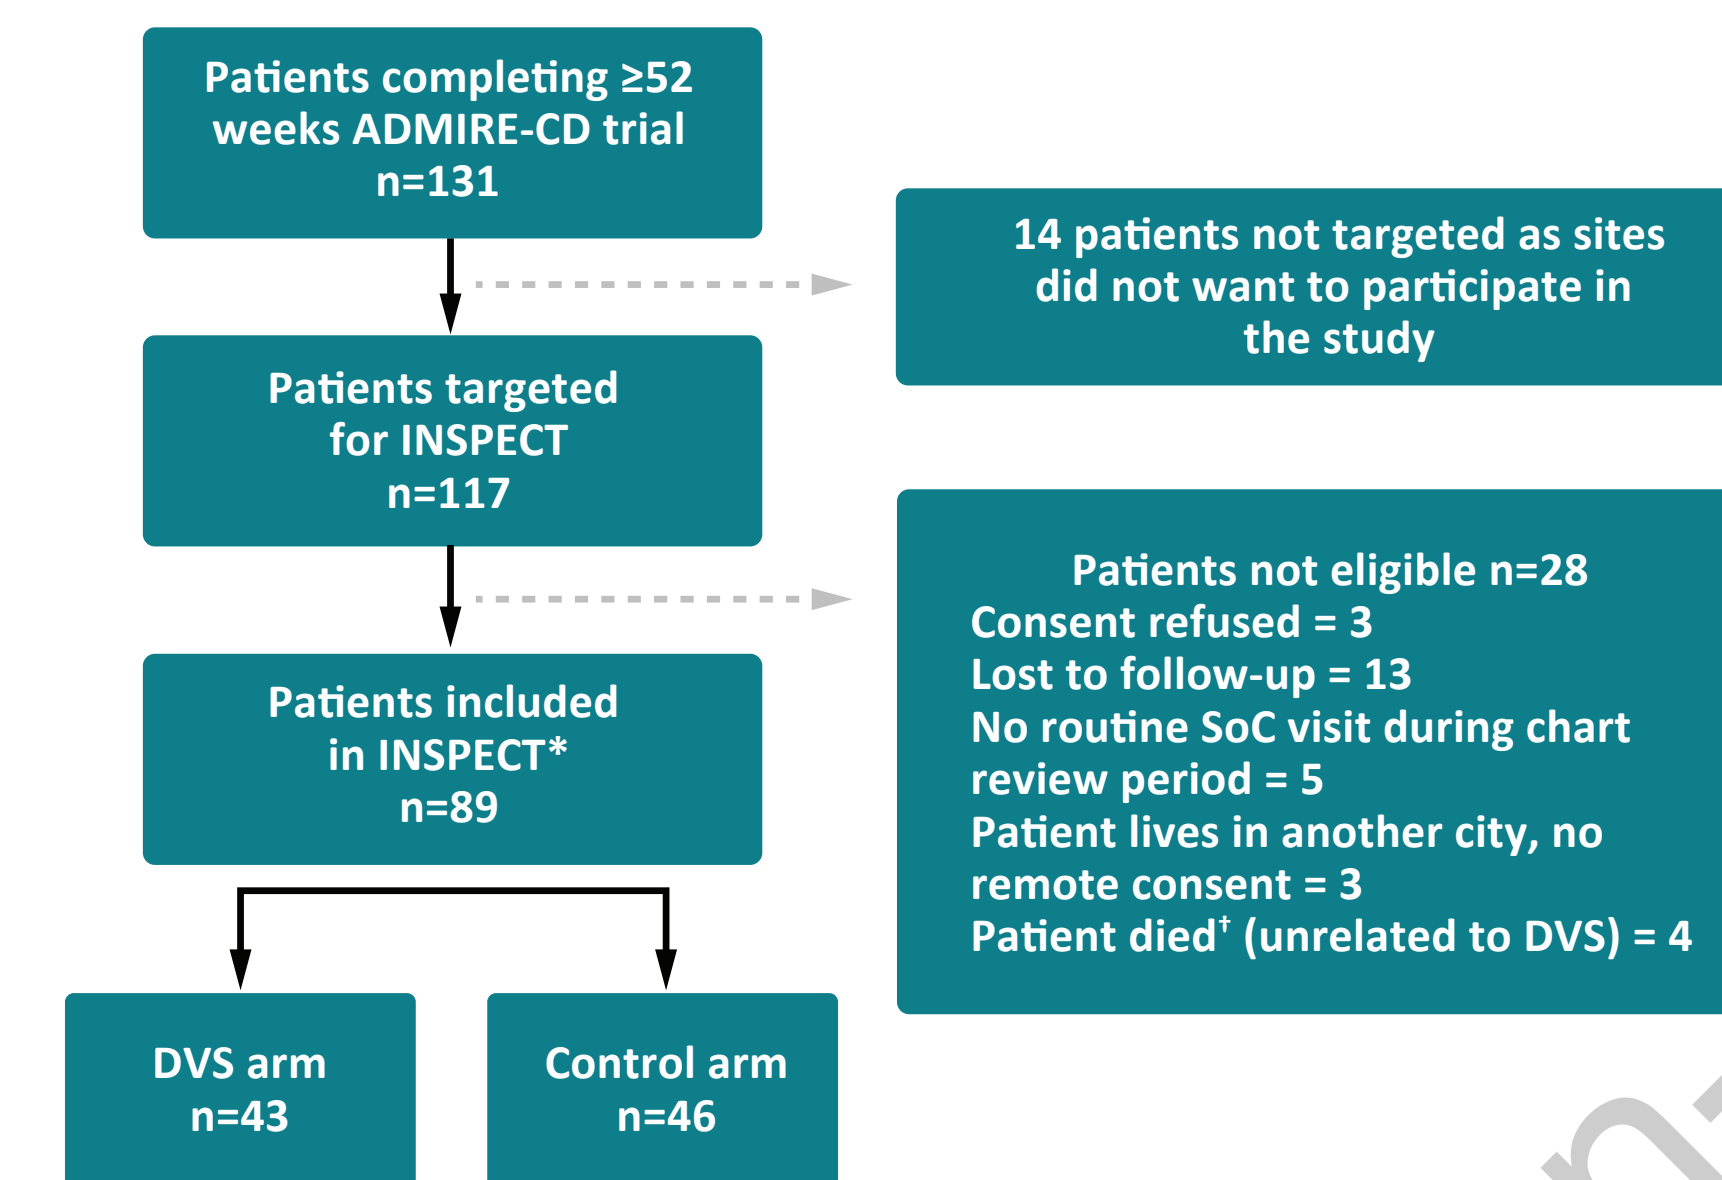 Patients completing ≥52
weeks ADMIRE-CD trial
n=131
14 patients not targeted as sites
did not want to participate in
the study
Patients targeted
for INSPECT
n=117
Patients not eligible n=28
Consent refused = 3
Lost to follow-up = 13
No routine SoC visit during chart
review period = 5
Patient lives in another city, no
remote consent = 3
Patient died† (unrelated to DVS) = 4
Patients included
in INSPECT*
n=89
DVS arm
n=43
Control arm
n=46